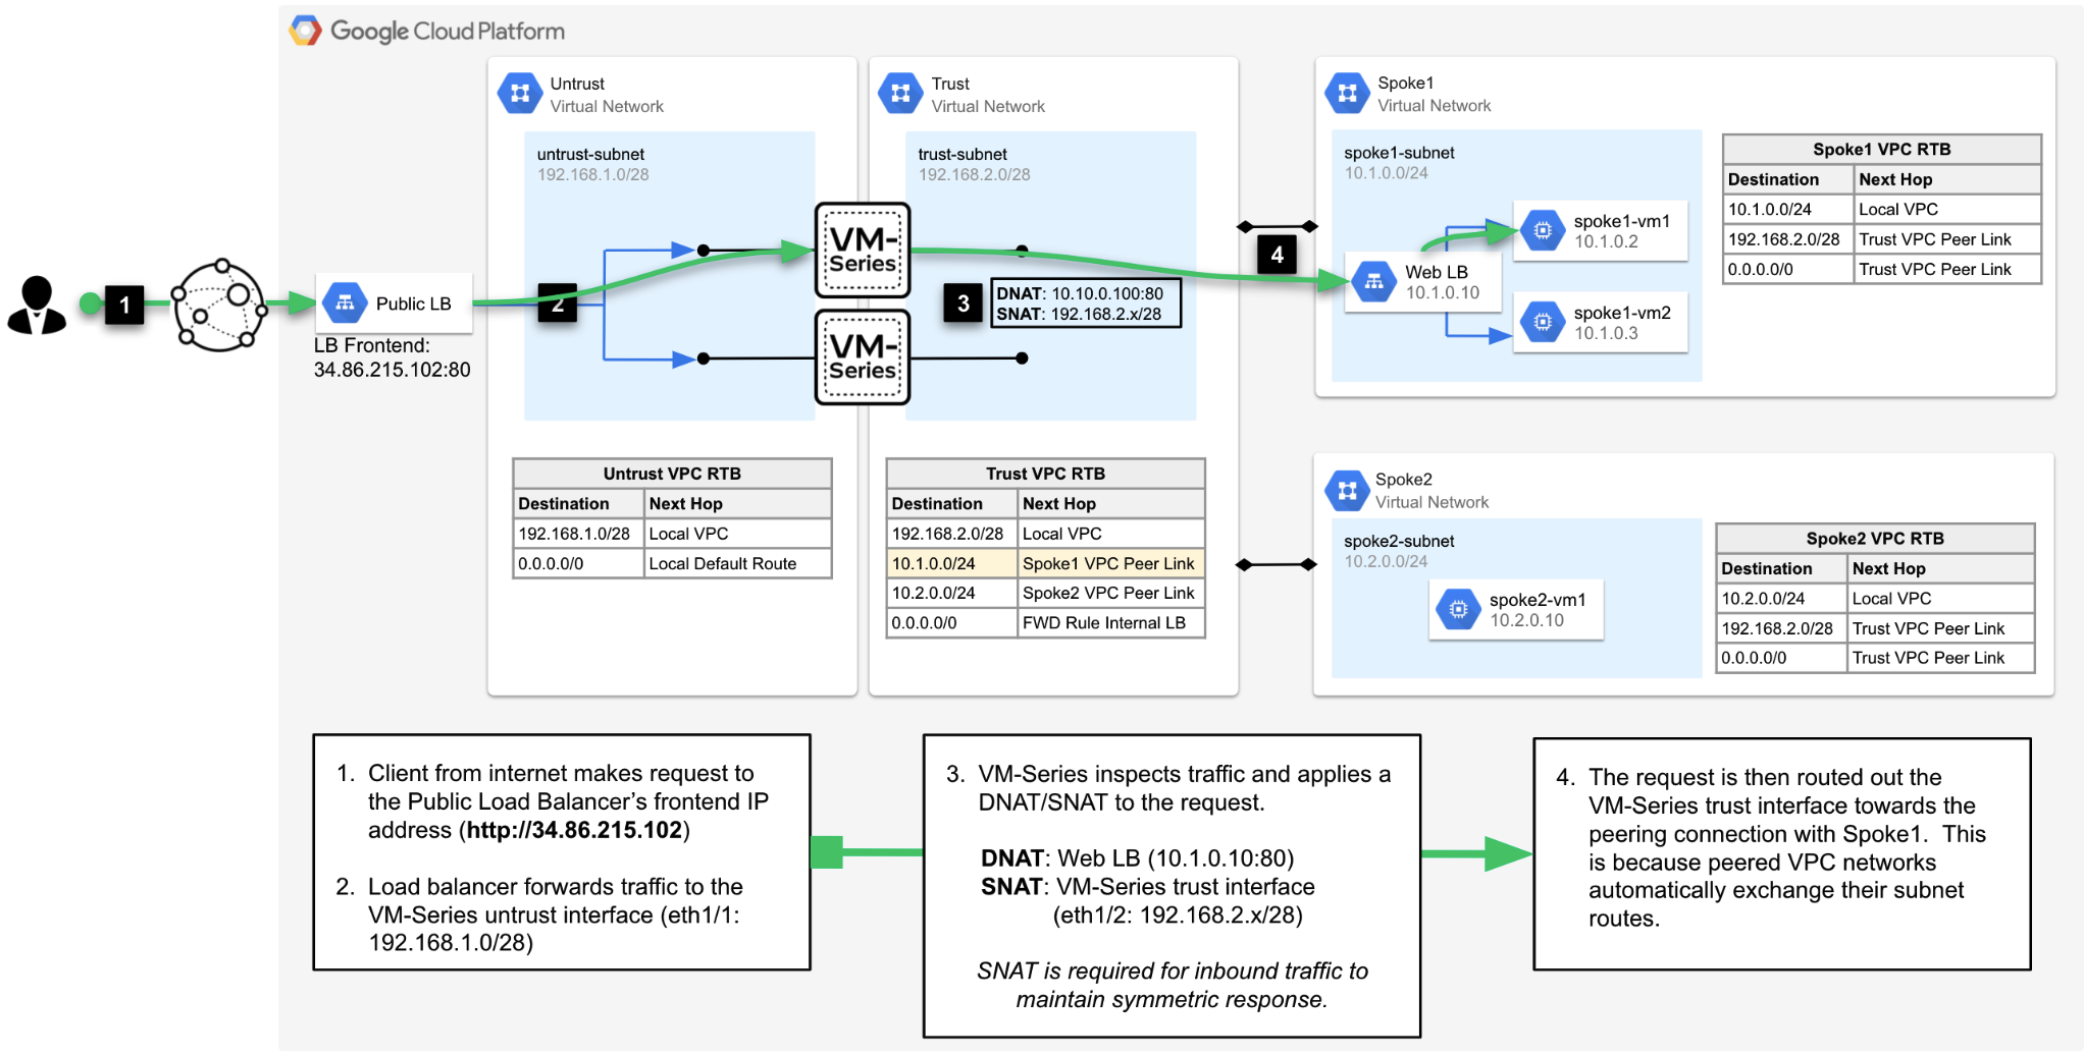 Google Cloud Platform
Untrust
Virtual Network
untrust-subnet
192.168.1.0/28
Trust
Virtual Network
trust-subnet
192.168.2.0/28
Spoke1
Virtual Network
spoke1-subnet
10.1.0.0/24
Spoke1 VPC RTB
Destination Next Hop
10.1.0.0/24 Local VPC
192.168.2.0/28 Trust VPC Peer Link
0.0.0.0/0 Trust VPC Peer Link
1
Public LB
LB Frontend:
34.86.215.102:80
2
VM-
Series
VM-
Series
3
DNAT: 10.10.0.100:80
SNAT: 192.168.2.x/28
4
Web LB
10.1.0.10
spoke1-vm1
10.1.0.2
spoke1-vm2
10.1.0.3
Untrust VPC RTB
Destination Next Hop
192.168.1.0/28 Local VPC
0.0.0.0/0 Local Default Route
Trust VPC RTB
Destination Next Hop
192.168.2.0/28 Local VPC
10.1.0.0/24 Spoke1 VPC Peer Link
10.2.0.0/24 Spoke2 VPC Peer Link
0.0.0.0/0 FWD Rule Internal LB
Spoke2
Virtual Network
spoke2-subnet
10.2.0.0/24
spoke2-vm1
10.2.0.10
Spoke2 VPC RTB
Destination Next Hop
10.2.0.0/24 Local VPC
192.168.2.0/28 Trust VPC Peer Link
0.0.0.0/0 Trust VPC Peer Link
1. Client from internet makes request to
the Public Load Balancer’s frontend IP
address (http://34.86.215.102)
2. Load balancer forwards traffic to the
VM-Series untrust interface (eth1/1:
192.168.1.0/28)
3. VM-Series inspects traffic and applies a
DNAT/SNAT to the request.
DNAT: Web LB (10.1.0.10:80)
SNAT: VM-Series trust interface
(eth1/2: 192.168.2.x/28)
SNAT is required for inbound traffic to
maintain symmetric response.
4. The request is then routed out the
VM-Series trust interface towards the
peering connection with Spoke1. This
is because peered VPC networks
automatically exchange their subnet
routes.